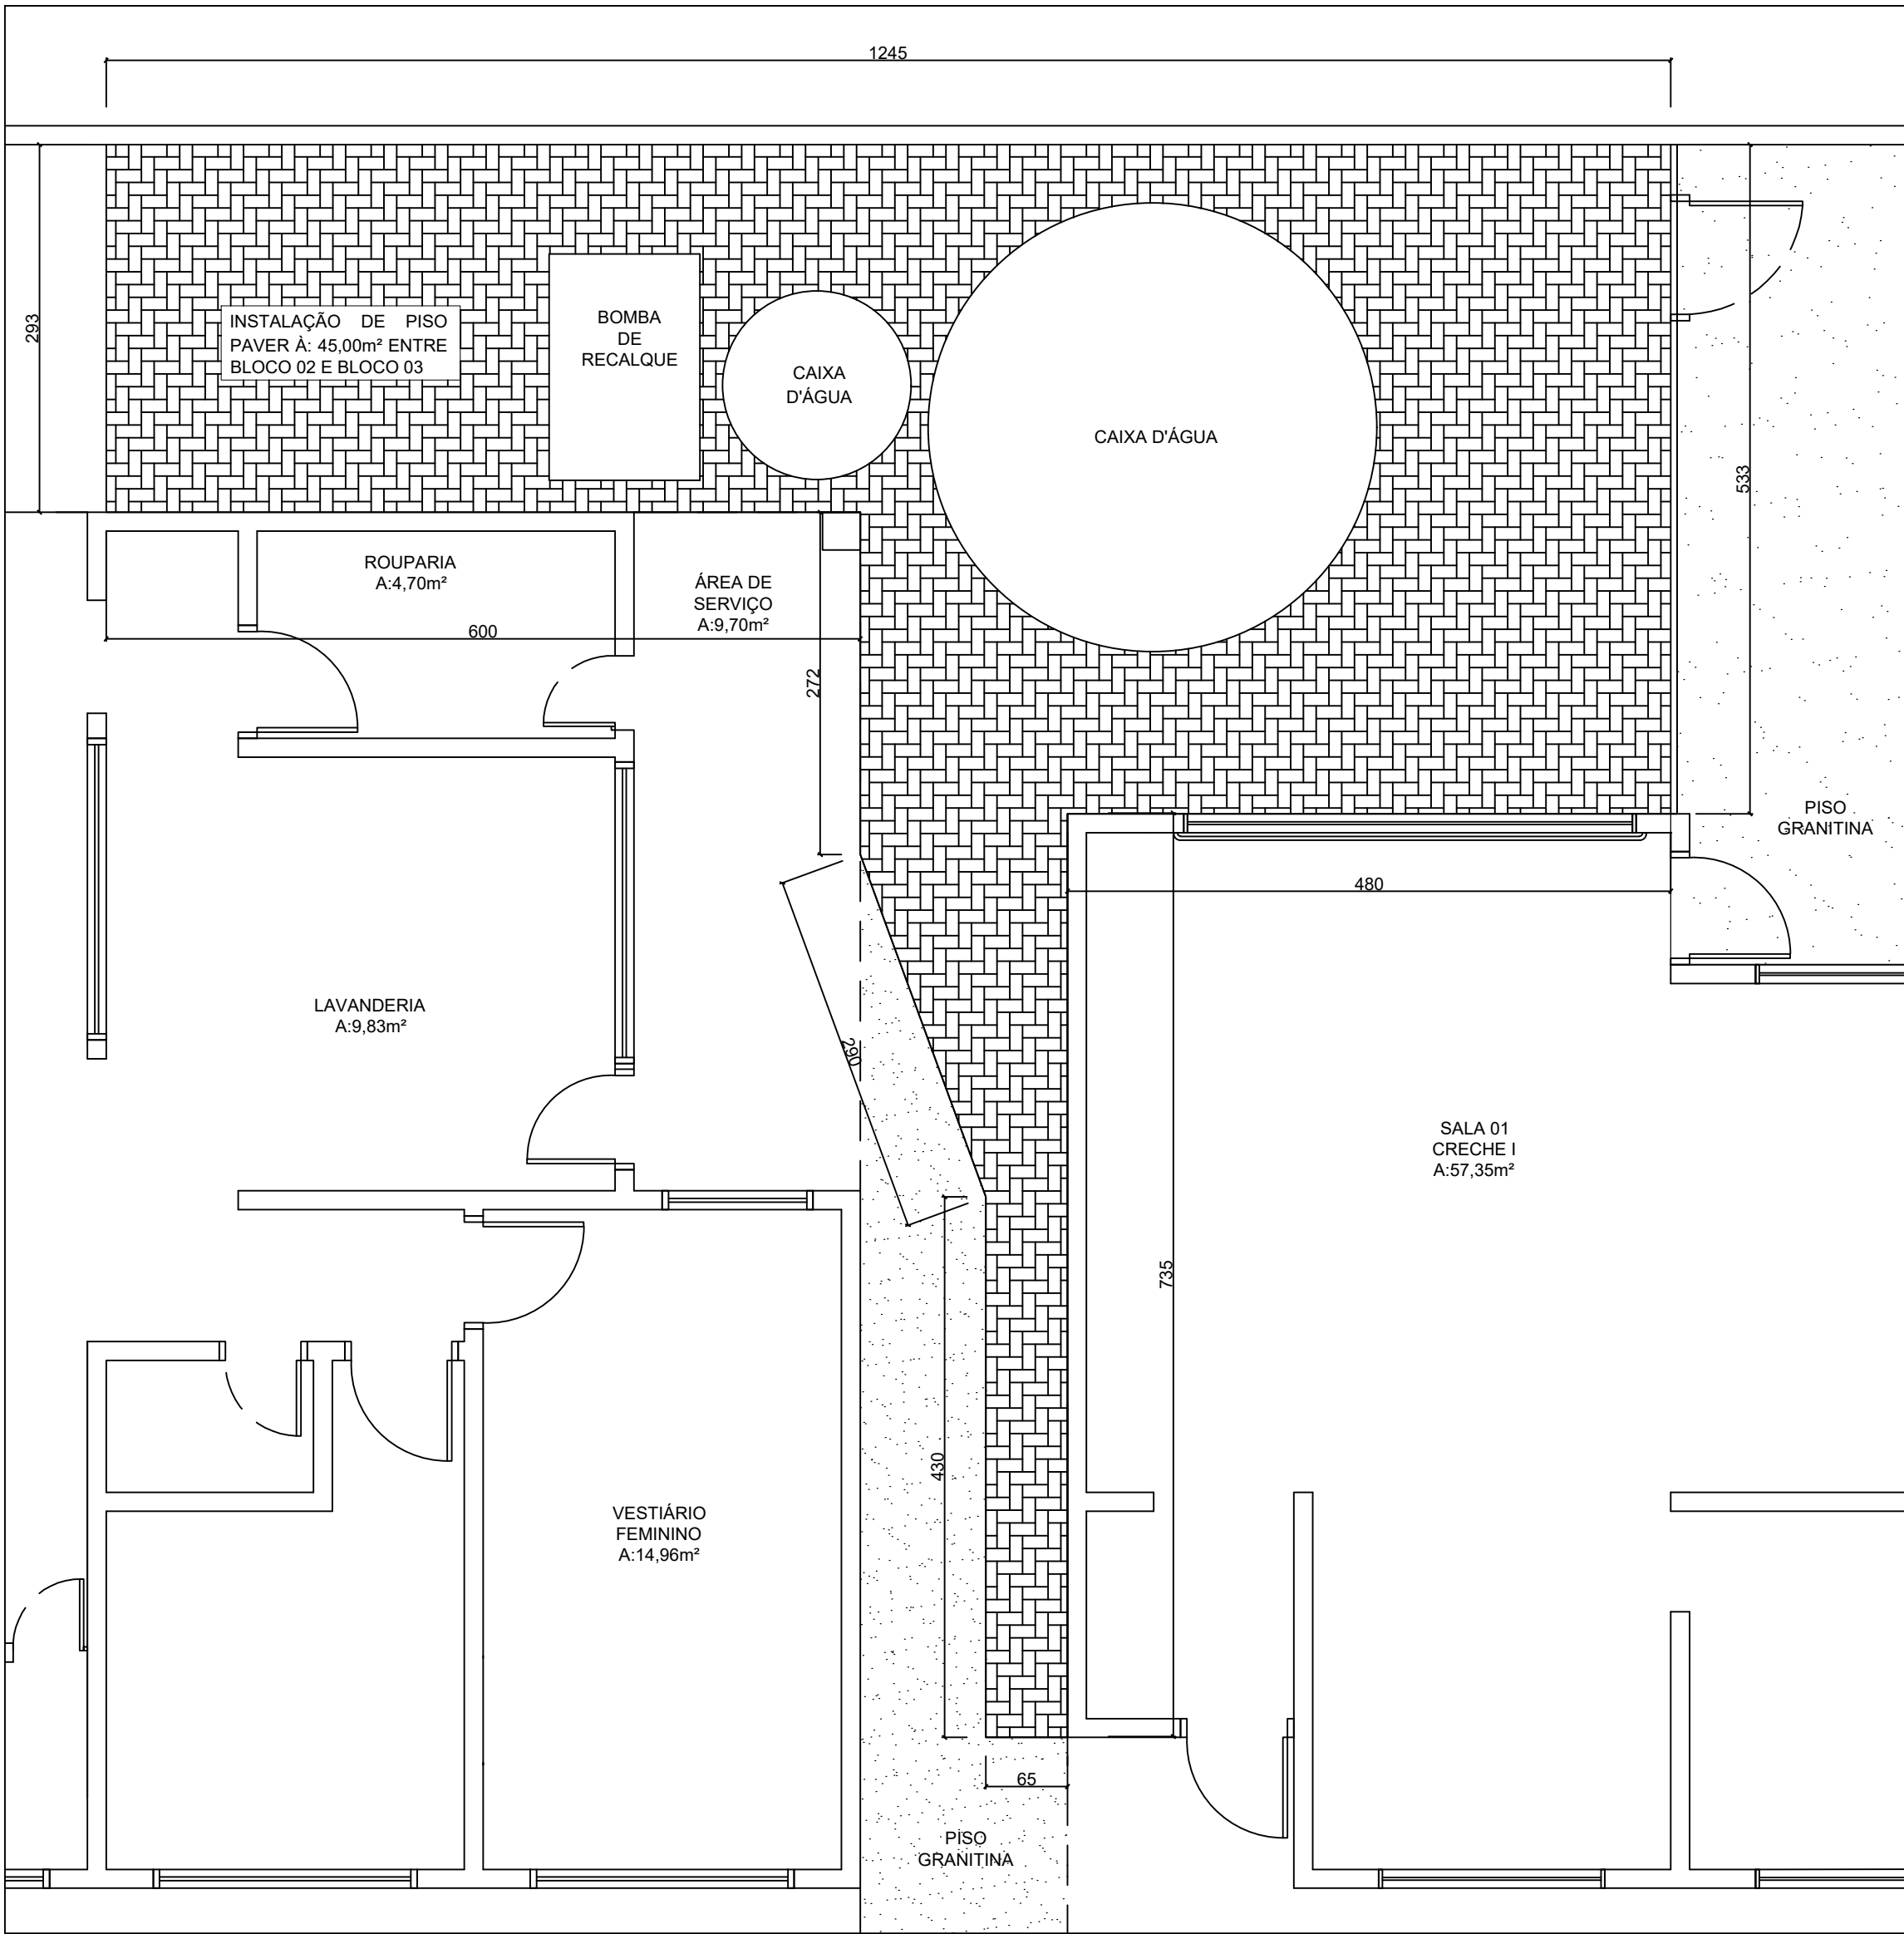 1245
293
INSTALAÇÃO DE PISO
PAVER À: 45,00m² ENTRE
BLOCO 02 E BLOCO 03
BOMBA
DE
RECALQUE
CAIXA
D'ÁGUA
CAIXA D'ÁGUA
533
ROUPARIA
A:4,70m²
ÁREA DE
SERVIÇO
A:9,70m²
600
272
PISO
GRANITINA
480
LAVANDERIA
A:9,83m²
290
SALA 01
CRECHE I
A:57,35m²
735
430
VESTIÁRIO
FEMININO
A:14,96m²
65
PISO
GRANITINA